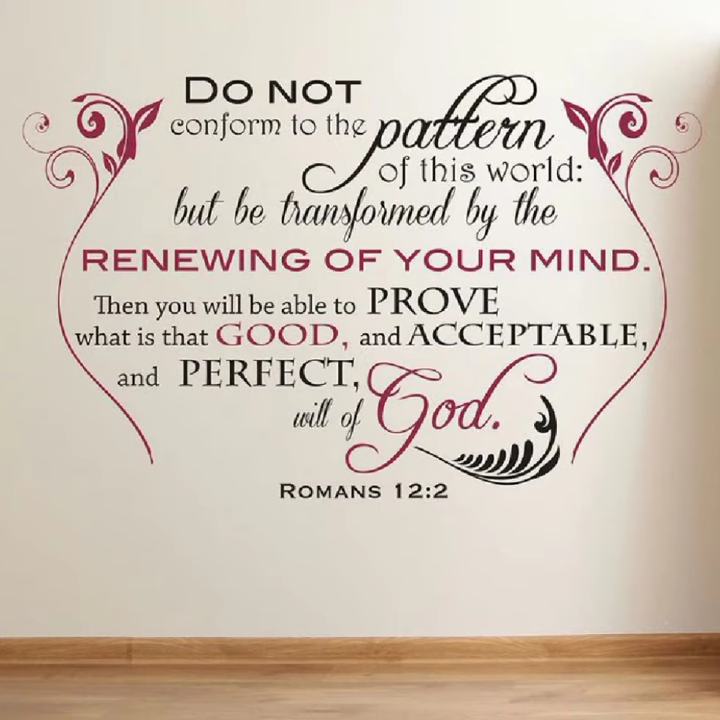 DO NOT
conform to the pattern
of this world:
but be transformed by the
RENEWING OF YOUR MIND.
Then you will be able to PROVE
what is that GOOD, and ACCEPTABLE,
and PERFECT,
will of God.
ROMANS 12:2